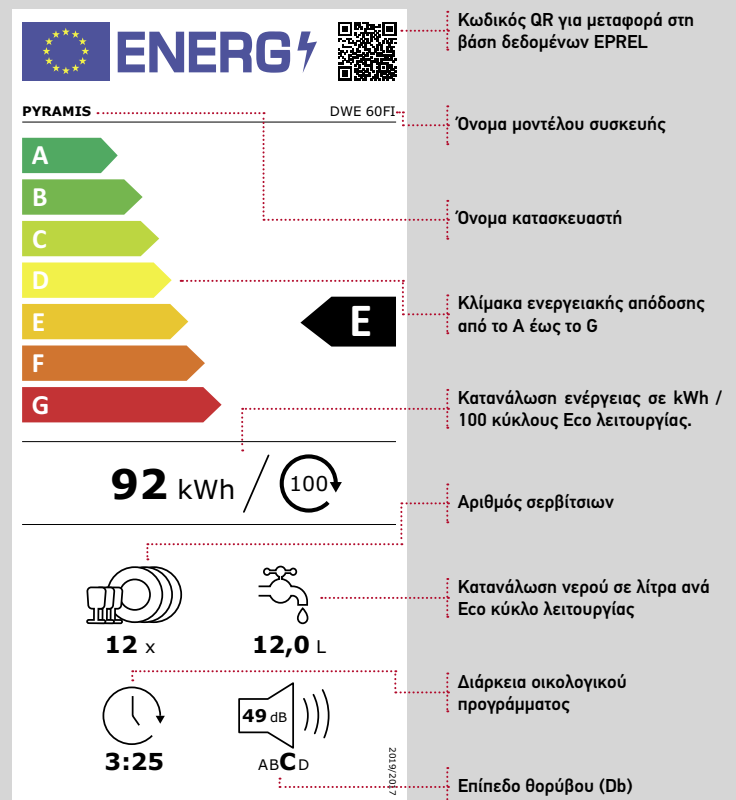 ENERG
Κωδικός QR για μεταφορά στη
βάση δεδομένων EPREL
PYRAMIS
DWE 60FI
Όνομα μοντέλου συσκευής
A
B
C
D
E
F
G
E
Όνομα κατασκευαστή
Κλίμακα ενεργειακής απόδοσης
από το A έως το G
Κατανάλωση ενέργειας σε kWh /
100 κύκλους Eco λειτουργίας.
92 kWh / 100
Αριθμός σερβίτσιων
12 x
12,0 L
Κατανάλωση νερού σε λίτρα ανά
Eco κύκλο λειτουργίας
3:25
49 dB
ABCD
Διάρκεια οικολογικού
προγράμματος
2019/2017
Επίπεδο θορύβου (Db)